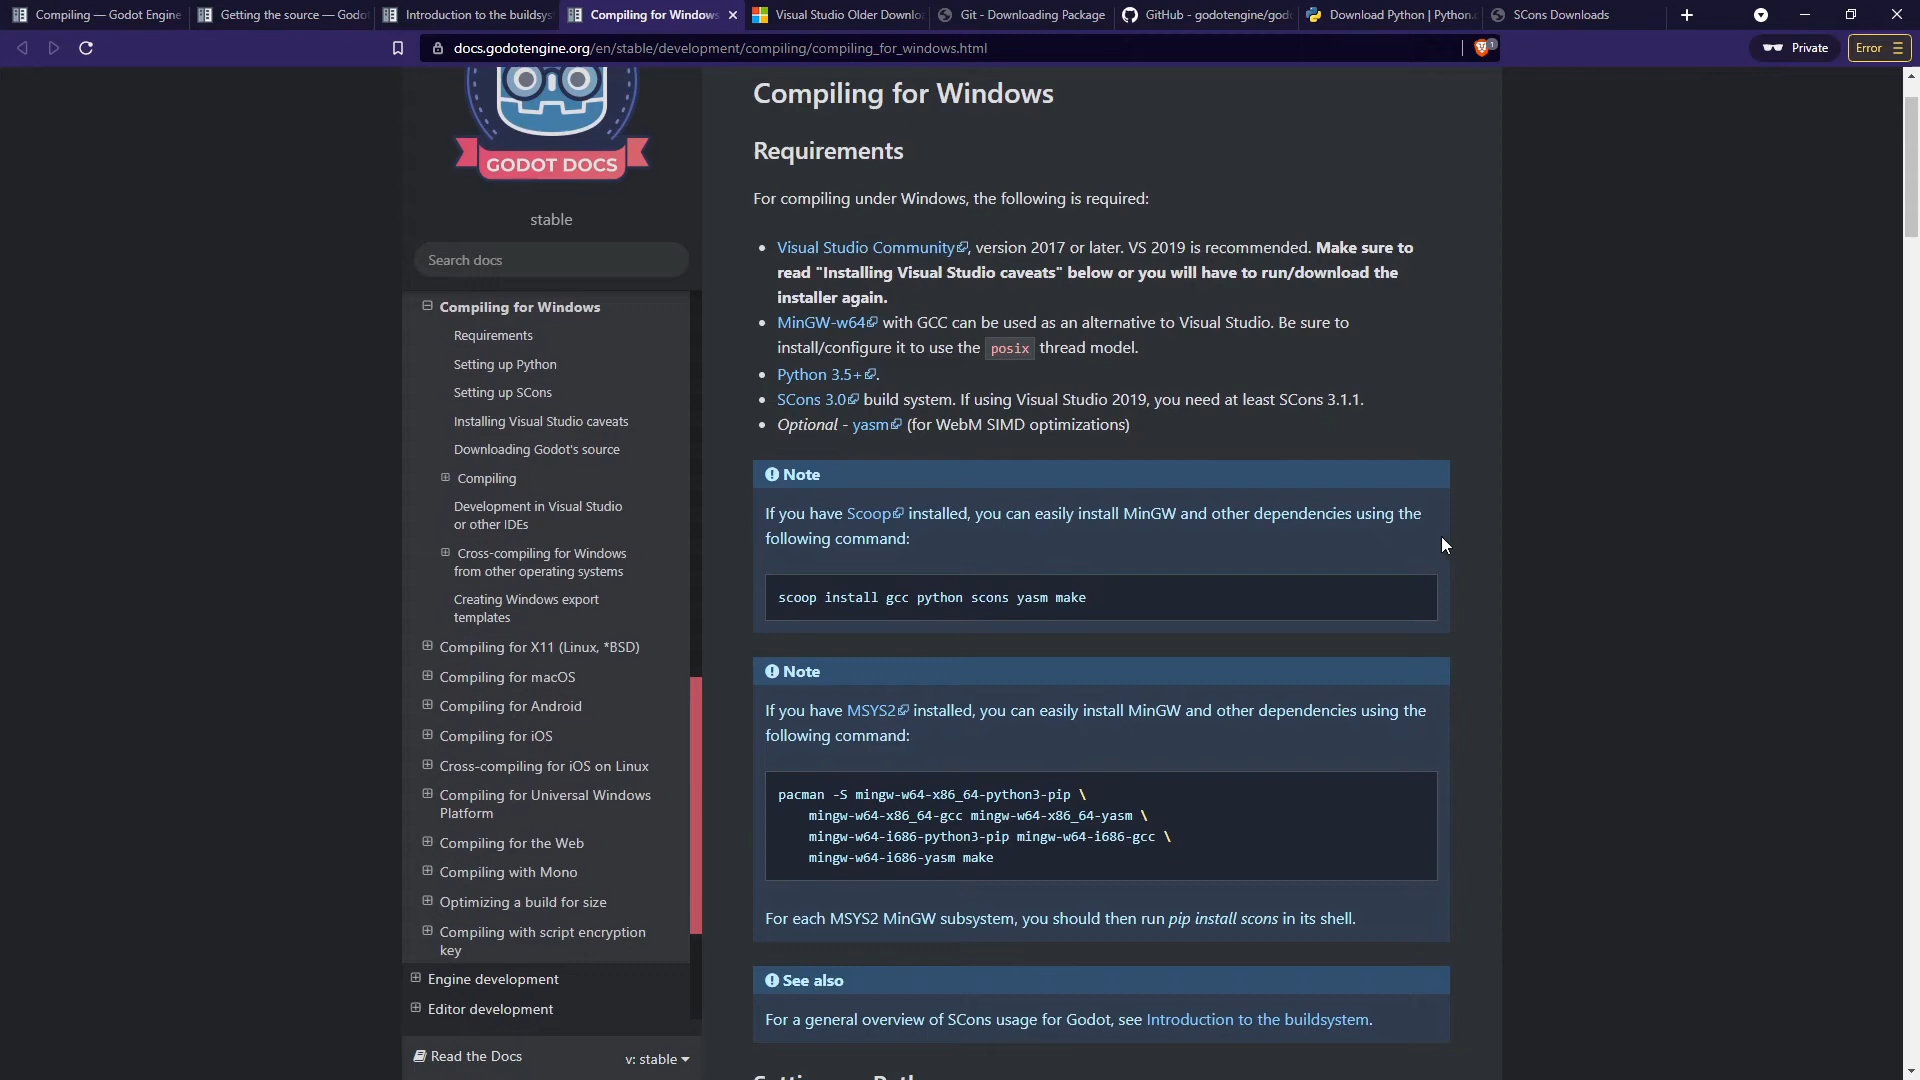 Compiling — Godot Engine
Getting the source — Godot
Introduction to the buildsys
Compiling for Windows
Visual Studio Older Downlo
Git - Downloading Package
GitHub - godotengine/godo
Download Python | Python.
SCons Downloads
docs.godotengine.org/en/stable/development/compiling/compiling_for_windows.html
1
Private
Error
GODOT DOCS
stable
Search docs
Compiling for Windows
Requirements
Setting up Python
Setting up SCons
Installing Visual Studio caveats
Downloading Godot's source
Compiling
Development in Visual Studio
or other IDEs
Cross-compiling for Windows
from other operating systems
Creating Windows export
templates
Compiling for X11 (Linux, *BSD)
Compiling for macOS
Compiling for Android
Compiling for iOS
Cross-compiling for iOS on Linux
Compiling for Universal Windows
Platform
Compiling for the Web
Compiling with Mono
Optimizing a build for size
Compiling with script encryption
key
Engine development
Editor development
Read the Docs
v: stable
Compiling for Windows
Requirements
For compiling under Windows, the following is required:
Visual Studio Community, version 2017 or later. VS 2019 is recommended. Make sure to
read "Installing Visual Studio caveats" below or you will have to run/download the
installer again.
MinGW-w64 with GCC can be used as an alternative to Visual Studio. Be sure to
install/configure it to use the posix thread model.
Python 3.5+.
SCons 3.0 build system. If using Visual Studio 2019, you need at least SCons 3.1.1.
Optional - yasm (for WebM SIMD optimizations)
Note
If you have Scoop installed, you can easily install MinGW and other dependencies using the
following command:
scoop install gcc python scons yasm make
Note
If you have MSYS2 installed, you can easily install MinGW and other dependencies using the
following command:
pacman -S mingw-w64-x86_64-python3-pip \
mingw-w64-x86_64-gcc mingw-w64-x86_64-yasm \
mingw-w64-i686-python3-pip mingw-w64-i686-gcc \
mingw-w64-i686-yasm make
For each MSYS2 MinGW subsystem, you should then run pip install scons in its shell.
See also
For a general overview of SCons usage for Godot, see Introduction to the buildsystem.